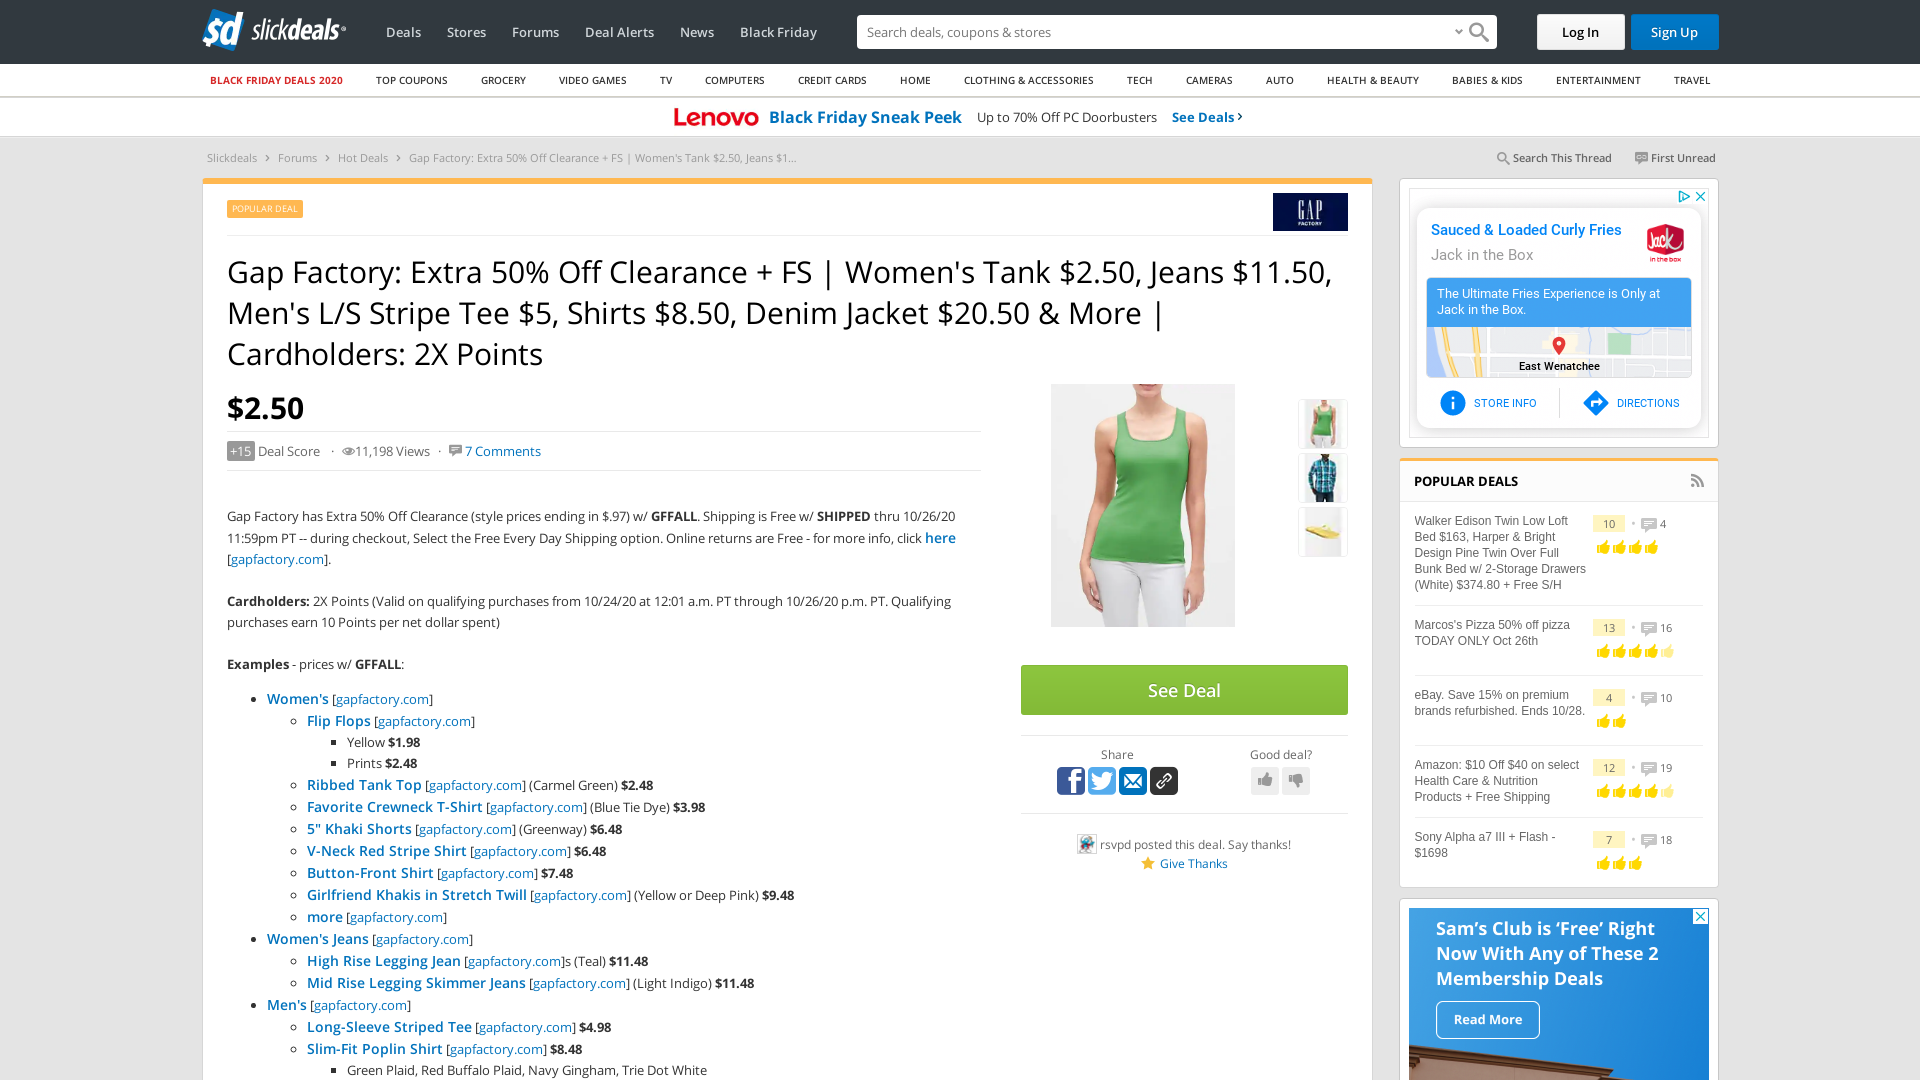 sd slickdeals
Deals Stores Forums Deal Alerts News Black Friday
Search deals, coupons & stores
Log In Sign Up
BLACK FRIDAY DEALS 2020 TOP COUPONS GROCERY VIDEO GAMES TV COMPUTERS CREDIT CARDS HOME CLOTHING & ACCESSORIES TECH CAMERAS AUTO HEALTH & BEAUTY BABIES & KIDS ENTERTAINMENT TRAVEL
Lenovo Black Friday Sneak Peek Up to 70% Off PC Doorbusters See Deals
Slickdeals › Forums › Hot Deals › Gap Factory: Extra 50% Off Clearance + FS | Women's Tank $2.50, Jeans $1...
Search This Thread First Unread
POPULAR DEAL
GAP
FACTORY
Gap Factory: Extra 50% Off Clearance + FS | Women's Tank $2.50, Jeans $11.50,
Men's L/S Stripe Tee $5, Shirts $8.50, Denim Jacket $20.50 & More |
Cardholders: 2X Points
$2.50
+15 Deal Score · 11,198 Views · 7 Comments
Gap Factory has Extra 50% Off Clearance (style prices ending in $.97) w/ GFFALL. Shipping is Free w/ SHIPPED thru 10/26/20
11:59pm PT -- during checkout, Select the Free Every Day Shipping option. Online returns are Free - for more info, click here
[gapfactory.com].
Cardholders: 2X Points (Valid on qualifying purchases from 10/24/20 at 12:01 a.m. PT through 10/26/20 p.m. PT. Qualifying
purchases earn 10 Points per net dollar spent)
Examples - prices w/ GFFALL:
Women's [gapfactory.com]
Flip Flops [gapfactory.com]
Yellow $1.98
Prints $2.48
Ribbed Tank Top [gapfactory.com] (Carmel Green) $2.48
Favorite Crewneck T-Shirt [gapfactory.com] (Blue Tie Dye) $3.98
5" Khaki Shorts [gapfactory.com] (Greenway) $6.48
V-Neck Red Stripe Shirt [gapfactory.com] $6.48
Button-Front Shirt [gapfactory.com] $7.48
Girlfriend Khakis in Stretch Twill [gapfactory.com] (Yellow or Deep Pink) $9.48
more [gapfactory.com]
Women's Jeans [gapfactory.com]
High Rise Legging Jean [gapfactory.com]s (Teal) $11.48
Mid Rise Legging Skimmer Jeans [gapfactory.com] (Light Indigo) $11.48
Men's [gapfactory.com]
Long-Sleeve Striped Tee [gapfactory.com] $4.98
Slim-Fit Poplin Shirt [gapfactory.com] $8.48
Green Plaid, Red Buffalo Plaid, Navy Gingham, Trie Dot White
See Deal
Share Good deal?
rsvpd posted this deal. Say thanks!
Give Thanks
Sauced & Loaded Curly Fries
Jack in the Box
Jack
in the box
The Ultimate Fries Experience is Only at
Jack in the Box.
East Wenatchee
STORE INFO DIRECTIONS
POPULAR DEALS
Walker Edison Twin Low Loft
Bed $163, Harper & Bright
Design Pine Twin Over Full
Bunk Bed w/ 2-Storage Drawers
(White) $374.80 + Free S/H
10 • 4
Marcos's Pizza 50% off pizza
TODAY ONLY Oct 26th
13 • 16
eBay. Save 15% on premium
brands refurbished. Ends 10/28.
4 • 10
Amazon: $10 Off $40 on select
Health Care & Nutrition
Products + Free Shipping
12 • 19
Sony Alpha a7 III + Flash -
$1698
7 • 18
Sam's Club is 'Free' Right
Now With Any of These 2
Membership Deals
Read More